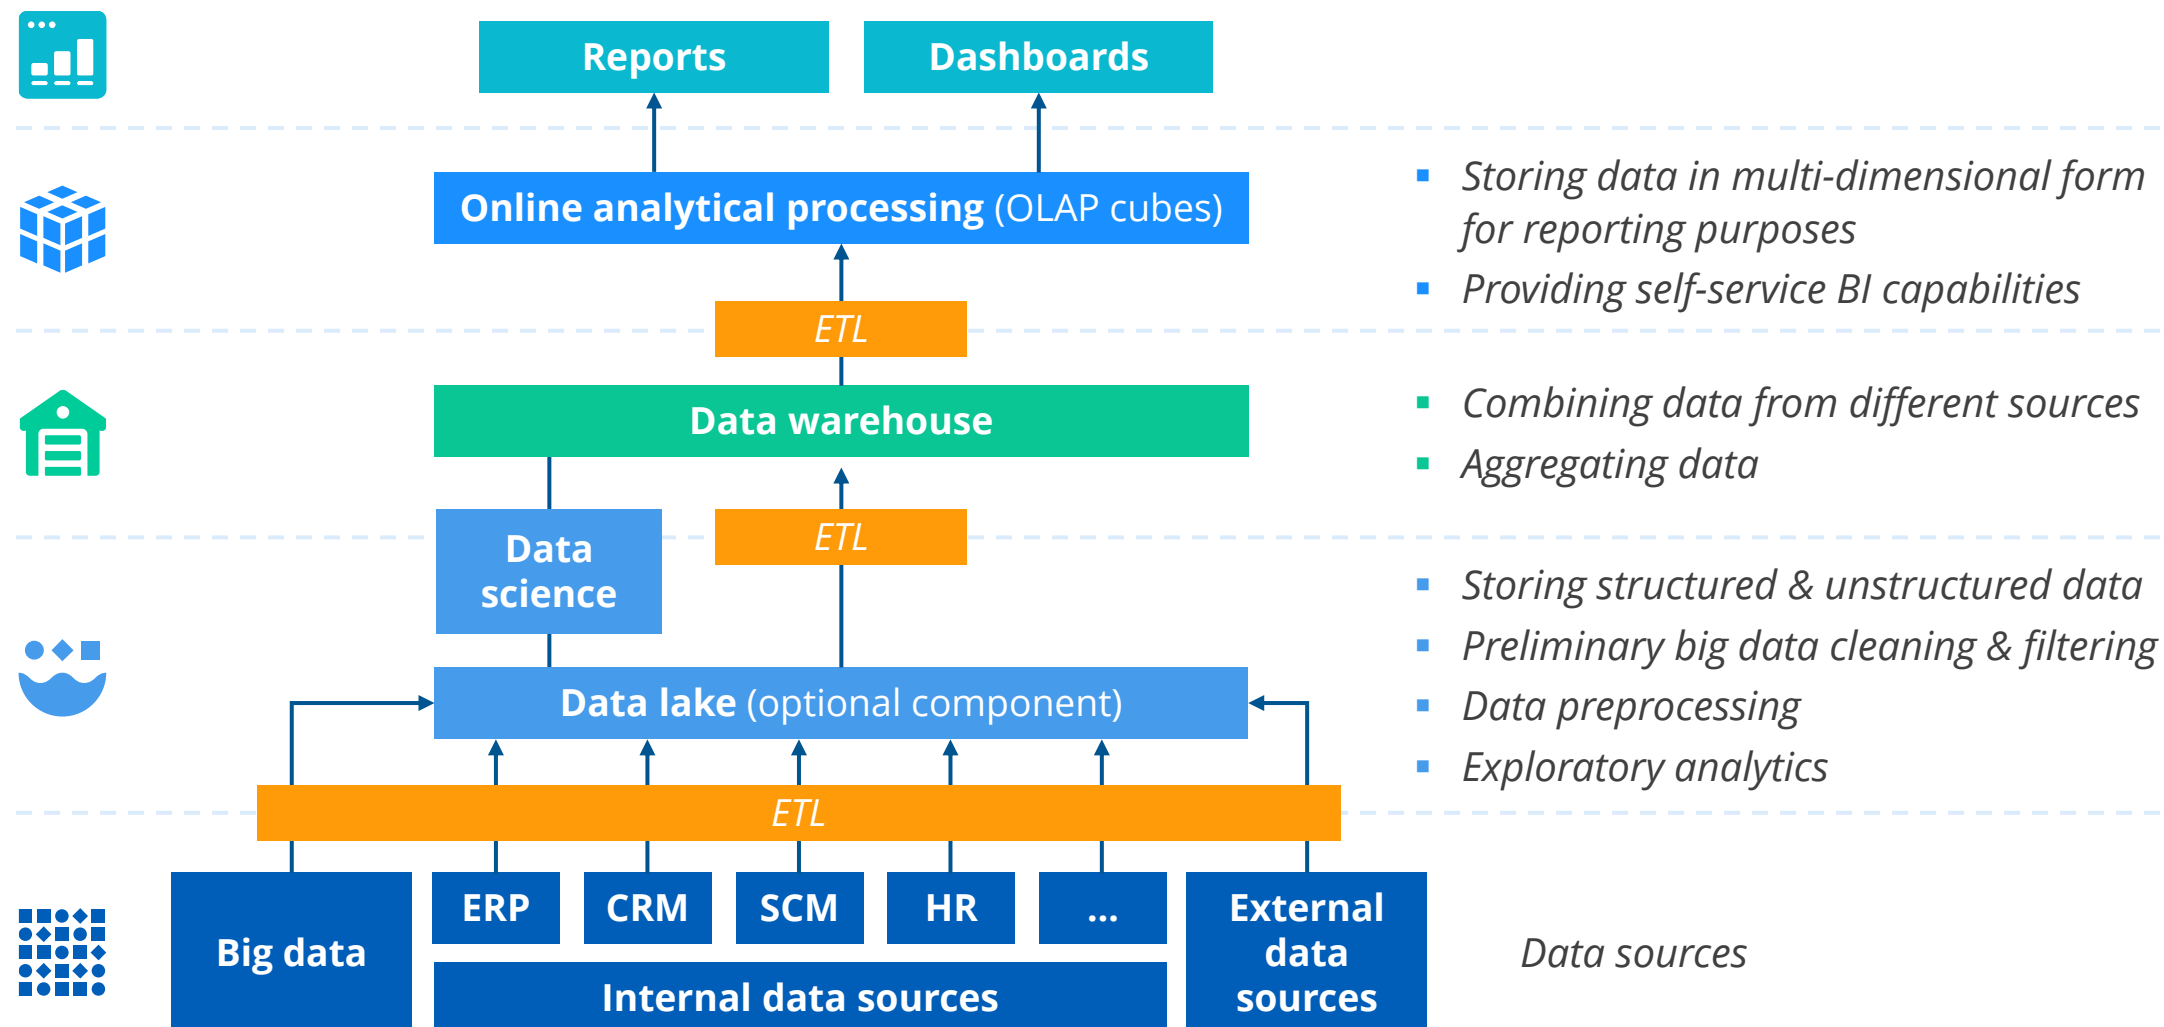 Reports
Dashboards
Online analytical processing (OLAP cubes)
▪ Storing data in multi-dimensional form
for reporting purposes
▪ Providing self-service BI capabilities
ETL
Data warehouse
▪ Combining data from different sources
▪ Aggregating data
Data
science
ETL
▪ Storing structured & unstructured data
▪ Preliminary big data cleaning & filtering
▪ Data preprocessing
▪ Exploratory analytics
Data lake (optional component)
ETL
Big data
ERP
CRM
SCM
HR
...
Internal data sources
External
data
sources
Data sources